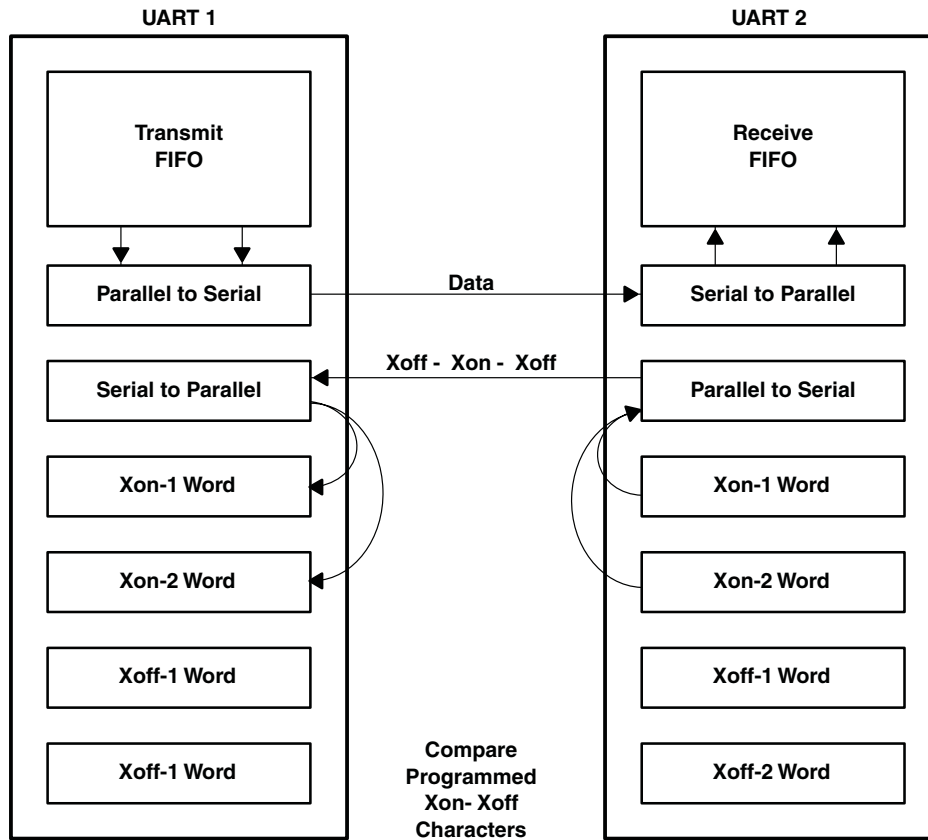 UART 1
UART 2
Transmit
FIFO
Receive
FIFO
Parallel to Serial
Data
Serial to Parallel
Xoff - Xon - Xoff
Serial to Parallel
Parallel to Serial
Xon-1 Word
Xon-1 Word
Xon-2 Word
Xon-2 Word
Xoff-1 Word
Xoff-1 Word
Xoff-1 Word
Compare
Programmed
Xon- Xoff
Characters
Xoff-2 Word